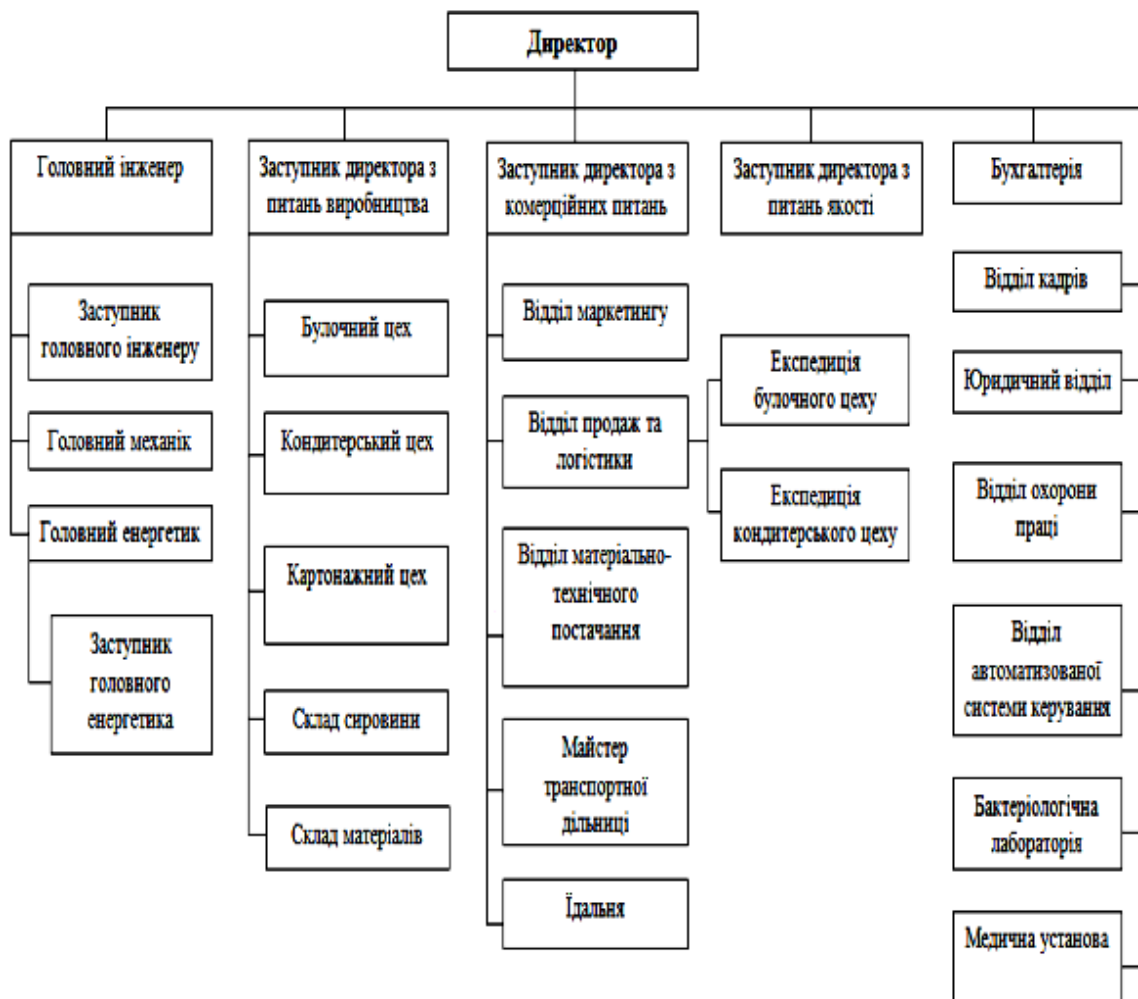 Директор
Головний інженер
Заступник директора з
питань виробництва
Заступник директора з
комерційних питань
Заступник директора з
питань якості
Бухгалтерія
Заступник
головного інженеру
Головний механік
Головний енергетик
Заступник
головного
енергетика
Булочний цех
Кондитерський цех
Картонажний цех
Склад сировини
Склад матеріалів
Відділ маркетингу
Відділ продаж та
логістики
Відділ матеріально-
технічного
постачання
Майстер
транспортної
дільниці
Їдальня
Експедиція
булочного цеху
Експедиція
кондитерського цеху
Відділ кадрів
Юридичний відділ
Відділ охорони
праці
Відділ
автоматизованої
системи керування
Бактеріологічна
лабораторія
Медична установа